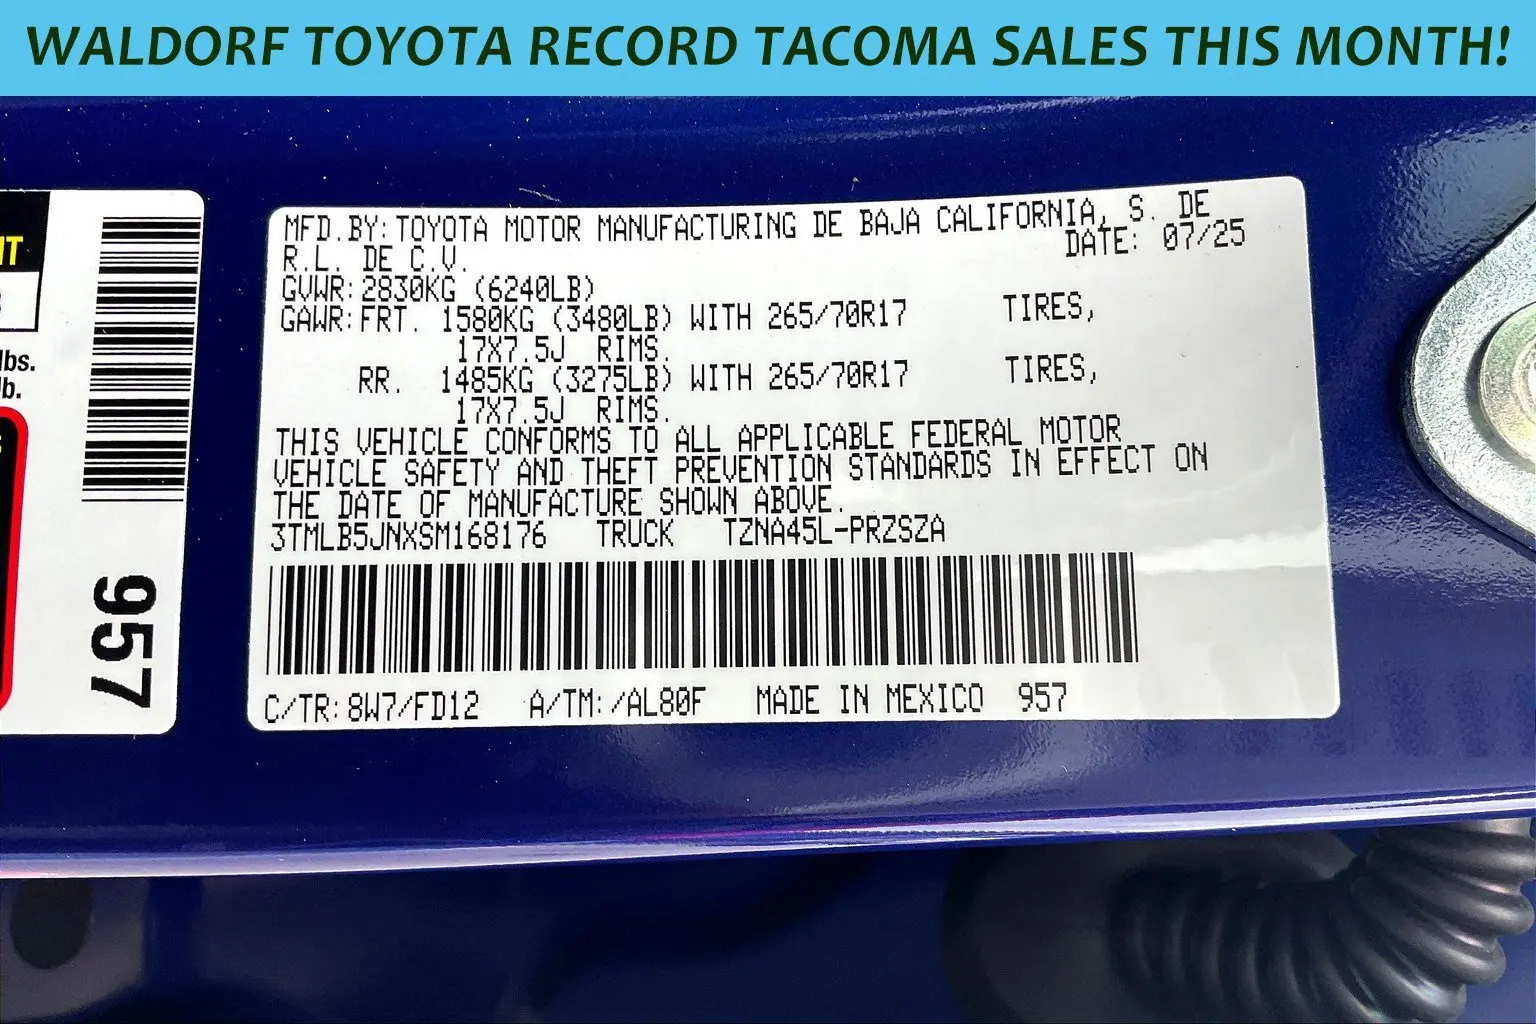 WALDORF TOYOTA RECORD TACOMA SALES THIS MONTH!
MFD.BY: TOYOTA MOTOR MANUFACTURING DE BAJA CALIFORNIA, S. DE
R.L. DE C.V. DATE: 07/25
GVWR: 2830KG (6240LB)
GAWR: FRT. 1580KG (3480LB) WITH 265/70R17 TIRES,
17X7.5J RIMS.
RR. 1485KG (3275LB) WITH 265/70R17 TIRES,
17X7.5J RIMS.
THIS VEHICLE CONFORMS TO ALL APPLICABLE FEDERAL MOTOR
VEHICLE SAFETY AND THEFT PREVENTION STANDARDS IN EFFECT ON
THE DATE OF MANUFACTURE SHOWN ABOVE.
3TMLB5JNXSM168176 TRUCK TZNA45L-PRZSZA
C/TR: 8W7/FD12 A/TM: /AL80F MADE IN MEXICO 957
lbs.
lb.
957